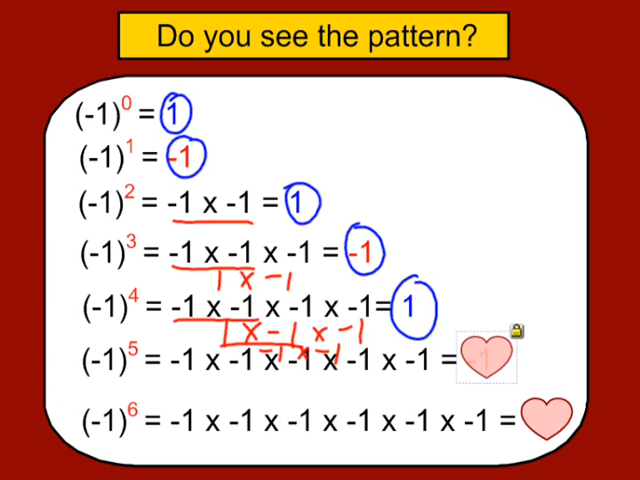 Do you see the pattern?
(-1)⁰ = 1
(-1)¹ = -1
(-1)² = -1 x -1 = 1
(-1)³ = -1 x -1 x -1 = -1
1 x -1
(-1)⁴ = -1 x -1 x -1 x -1= 1
1 x -1 x -1
-1 x -1
(-1)⁵ = -1 x -1 x -1 x -1 x -1 = -1
(-1)⁶ = -1 x -1 x -1 x -1 x -1 x -1 =